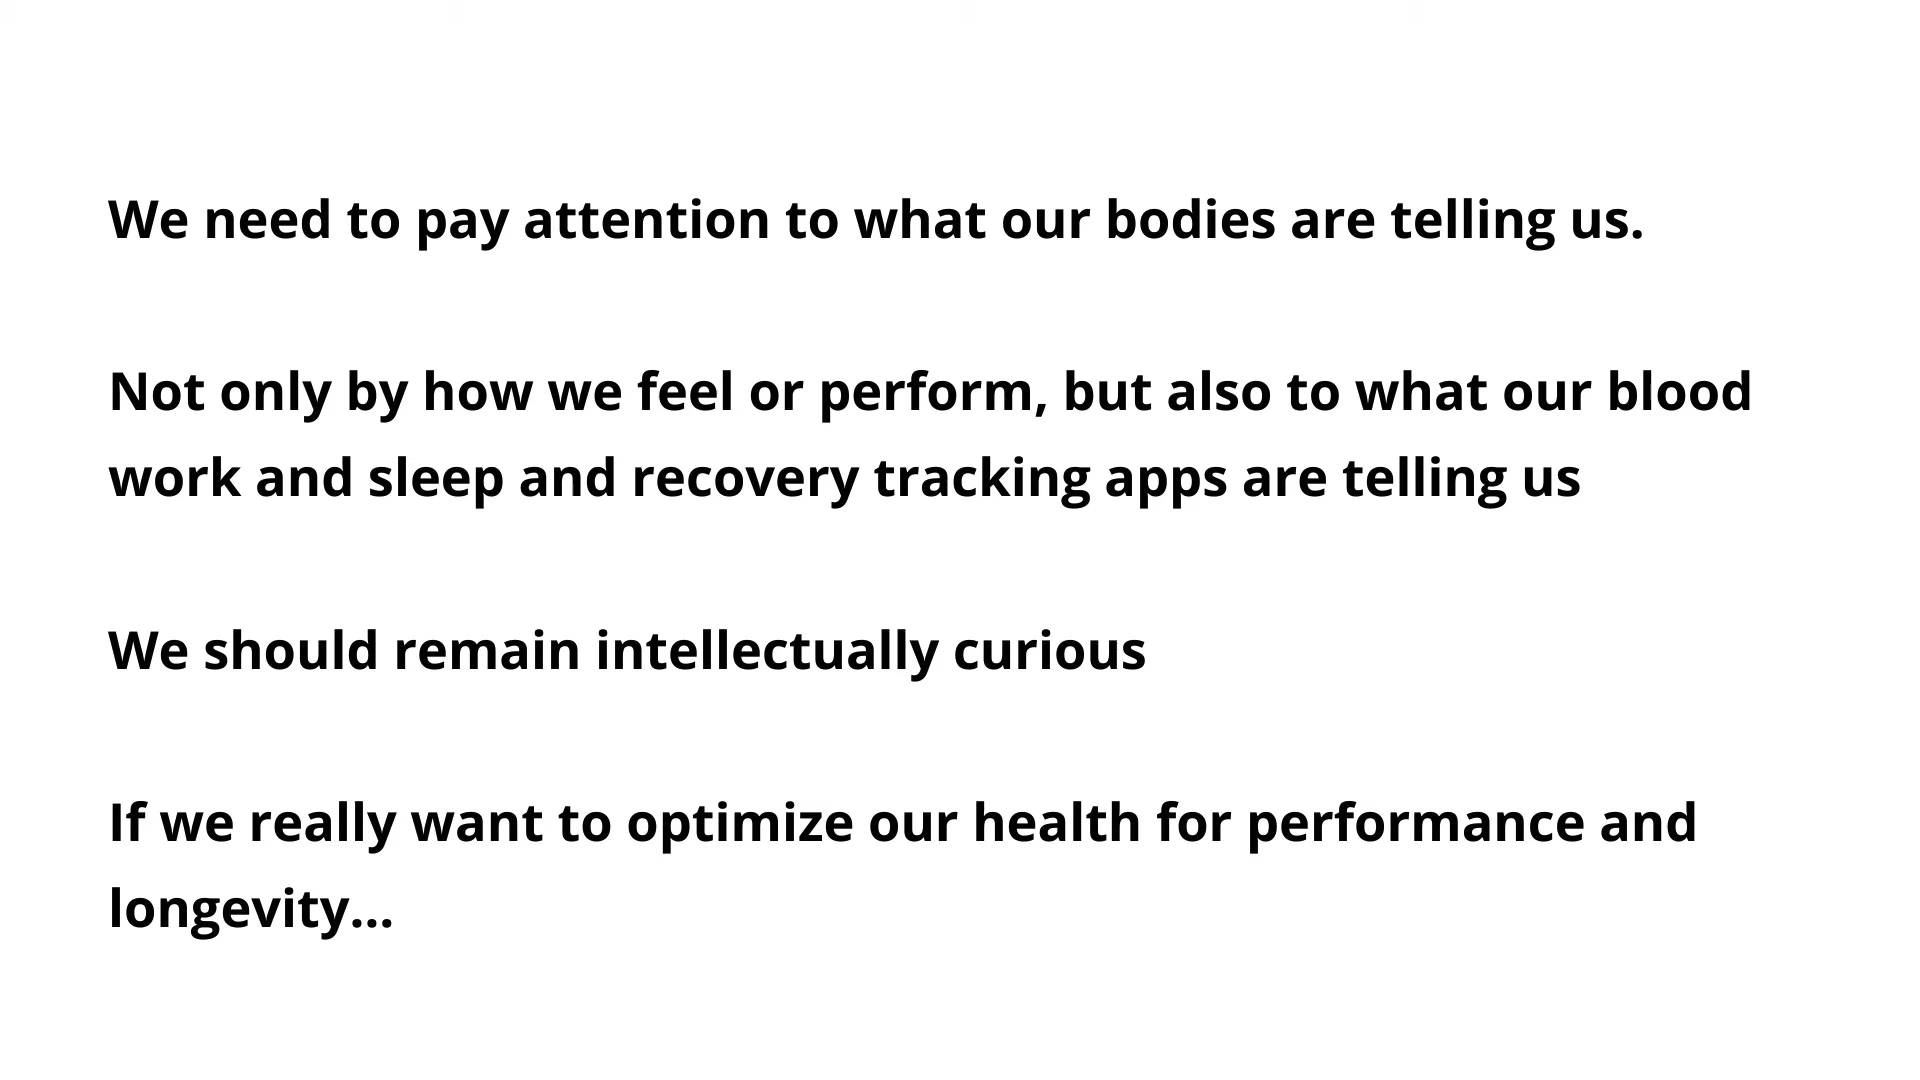 We need to pay attention to what our bodies are telling us.
Not only by how we feel or perform, but also to what our blood
work and sleep and recovery tracking apps are telling us
We should remain intellectually curious
If we really want to optimize our health for performance and
longevity...